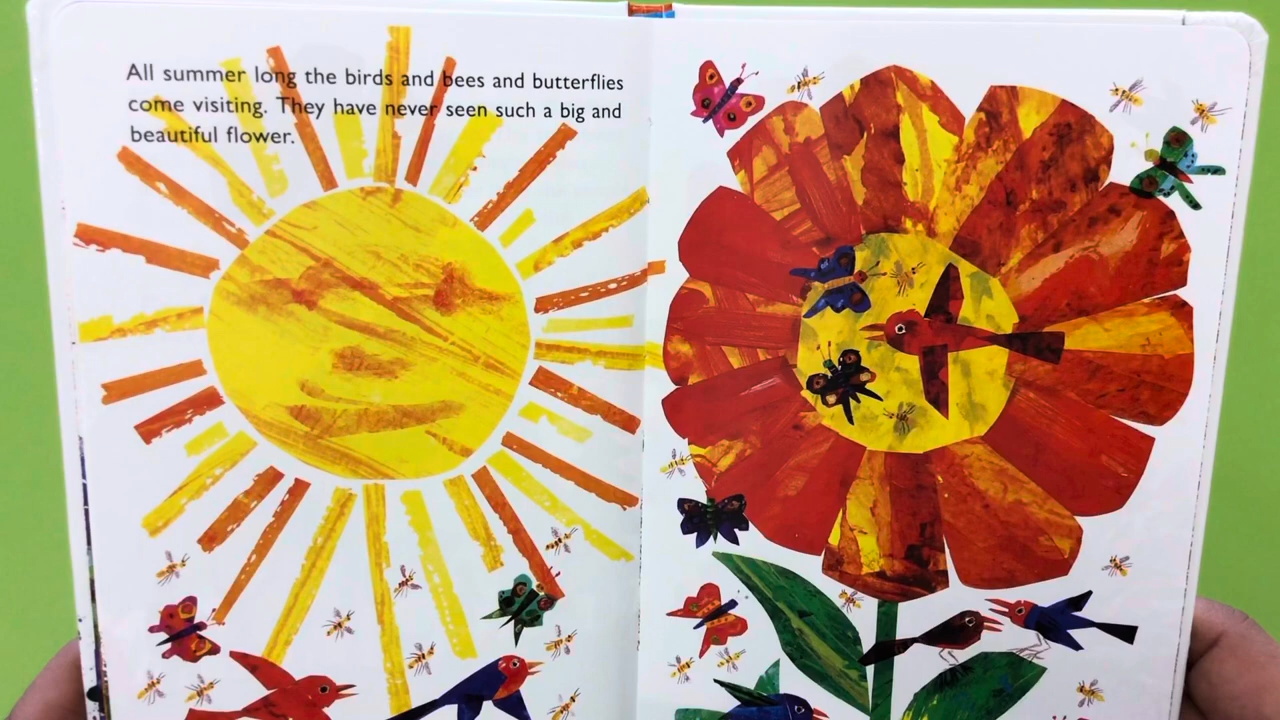 All summer long the birds and bees and butterflies
come visiting. They have never seen such a big and
beautiful flower.